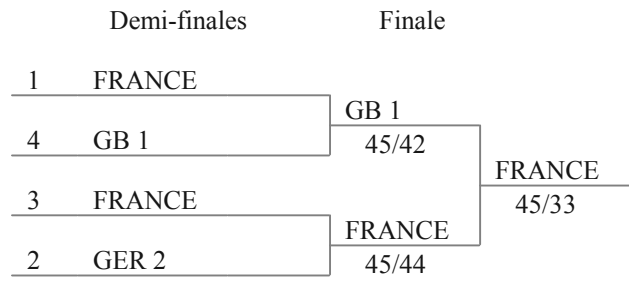 Demi-finales Finale
1 FRANCE
GB 1
4 GB 1 45/42
FRANCE
3 FRANCE 45/33
FRANCE
2 GER 2 45/44